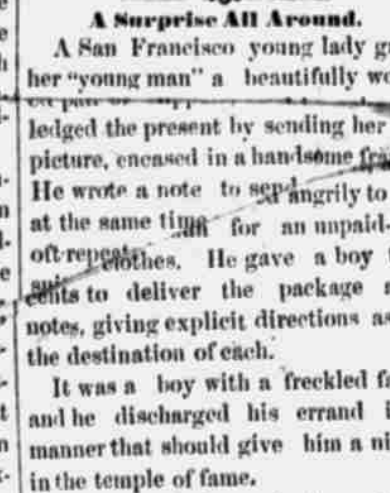 A Surprise All Around.
A San Francisco young lady
her "young man" a beautifully
ledged the present by sending her
picture, encased in a handsome
He wrote a note to send angrily to
at the same time for an unpaid-
oft-repeat clothes. He gave a boy
cents to deliver the package
notes, giving explicit directions as
the destination of each.
It was a boy with a freckled
and he discharged his errand
manner that should give him a
in the temple of fame.